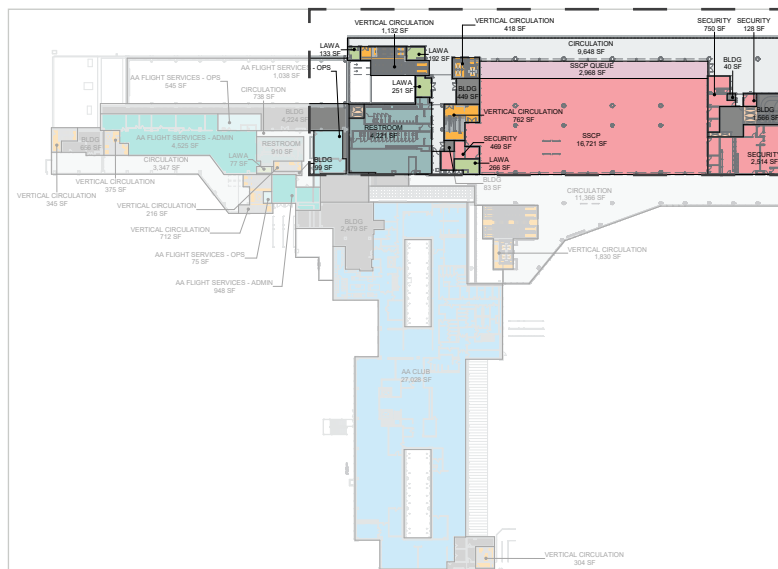 VERTICAL CIRCULATION
1,132 SF
VERTICAL CIRCULATION
418 SF
SECURITY
750 SF
SECURITY
128 SF
LAWA
133 SF
LAWA
192 SF
CIRCULATION
9,648 SF
SSCP QUEUE
2,968 SF
BLDG
40 SF
AA FLIGHT SERVICES - OPS
1,038 SF
AA FLIGHT SERVICES - OPS
545 SF
CIRCULATION
738 SF
LAWA
251 SF
BLDG
449 SF
BLDG
4,224 SF
VERTICAL CIRCULATION
762 SF
BLDG
566 SF
RESTROOM
2,221 SF
SSCP
16,721 SF
AA FLIGHT SERVICES - ADMIN
4,525 SF
BLDG
RESTROOM
910 SF
SECURITY
469 SF
SECURITY
2,914 SF
CIRCULATION
3,347 SF
LAWA
77 SF
BLDG
99 SF
LAWA
266 SF
BLDG
83 SF
VERTICAL CIRCULATION
375 SF
VERTICAL CIRCULATION
CIRCULATION
11,366 SF
VERTICAL CIRCULATION
VERTICAL CIRCULATION
712 SF
BLDG
2,479 SF
VERTICAL CIRCULATION
1,830 SF
AA FLIGHT SERVICES - OPS
75 SF
AA FLIGHT SERVICES - ADMIN
948 SF
AA CLUB
27,028 SF
VERTICAL CIRCULATION
304 SF